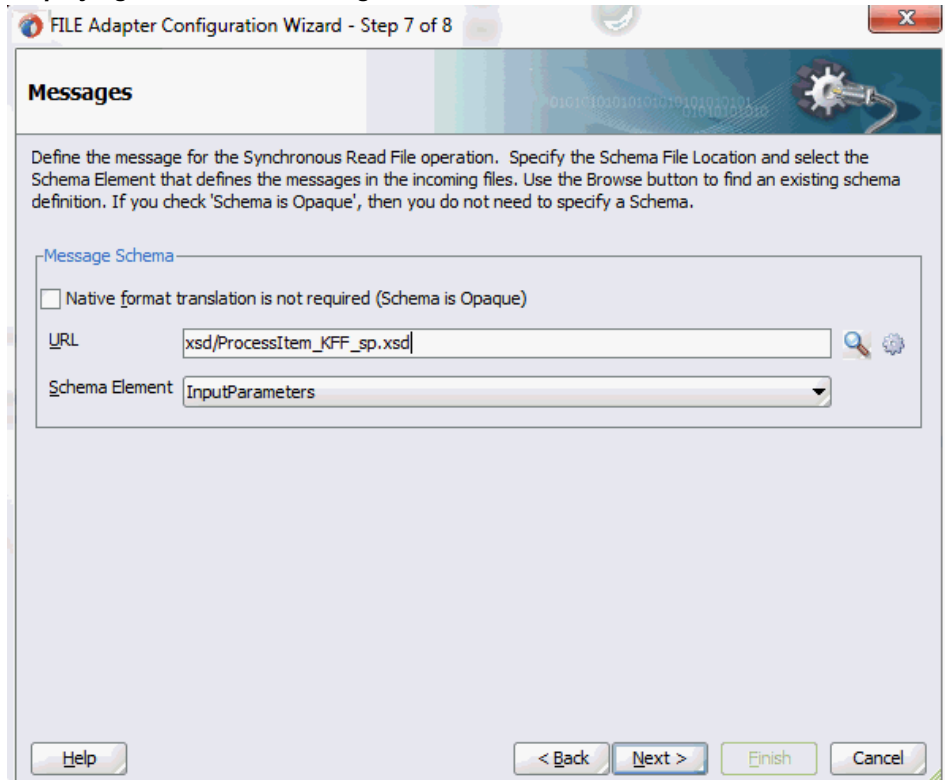 FILE Adapter Configuration Wizard - Step 7 of 8
Messages
Define the message for the Synchronous Read File operation. Specify the Schema File Location and select the
Schema Element that defines the messages in the incoming files. Use the Browse button to find an existing schema
definition. If you check 'Schema is Opaque', then you do not need to specify a Schema.
Message Schema
Native format translation is not required (Schema is Opaque)
URL xsd/ProcessItem_KFF_sp.xsd
Schema Element InputParameters
Help < Back Next > Finish Cancel